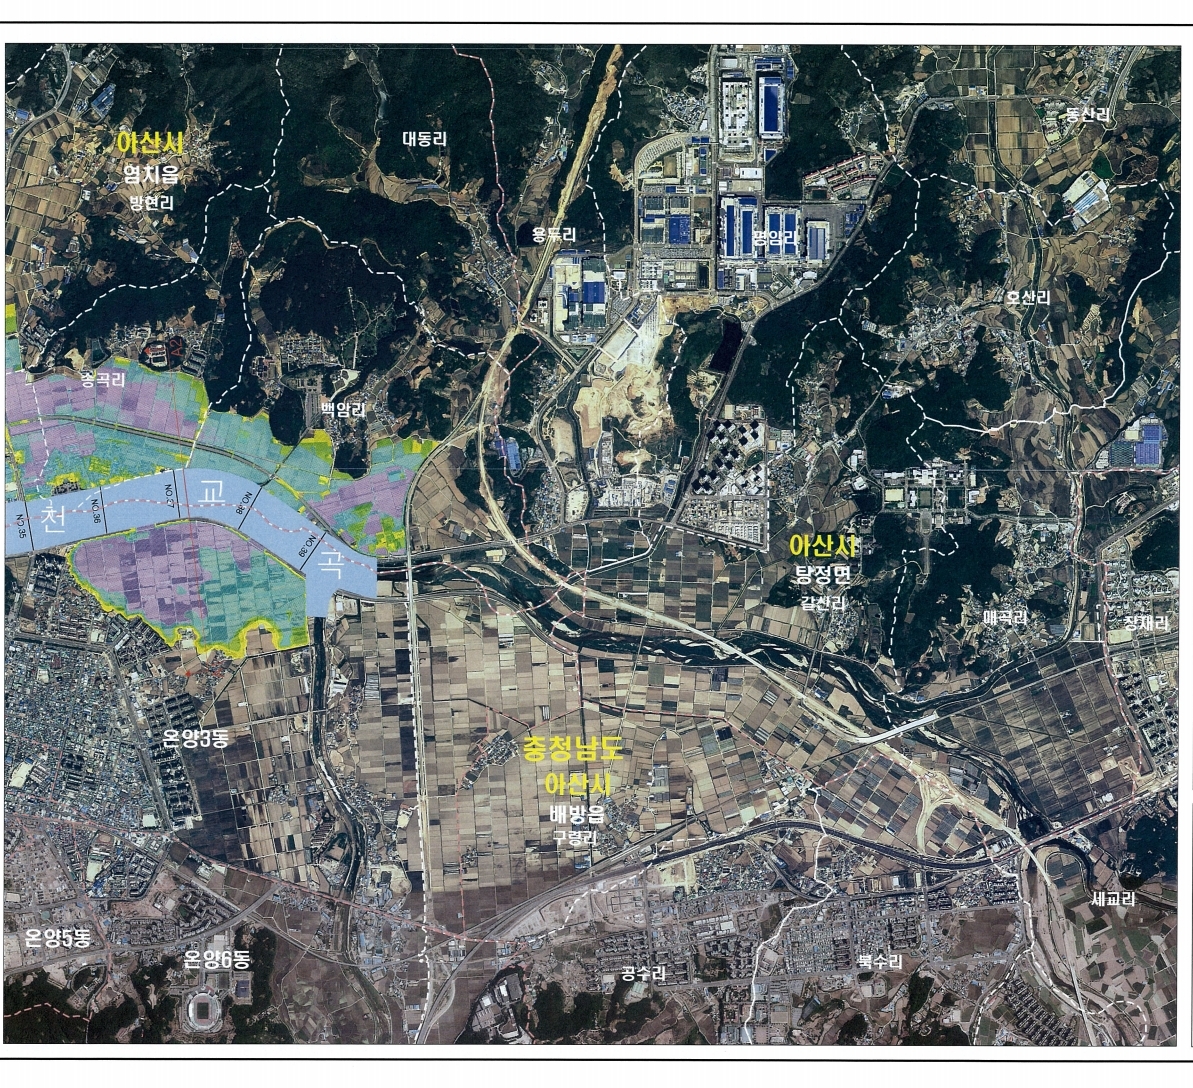 동산리
대동리
아산시
염치읍
방현리
용두리
명암리
호산리
송곡리
백암리
교
천
곡
NO.35
NO.36
NO.37
NO.38
NO.39
아산시
탕정면
갈산리
매곡리
장재리
온양3동
충청남도
아산시
배방읍
구령리
세교리
온양5동
온양6동
공수리
북수리